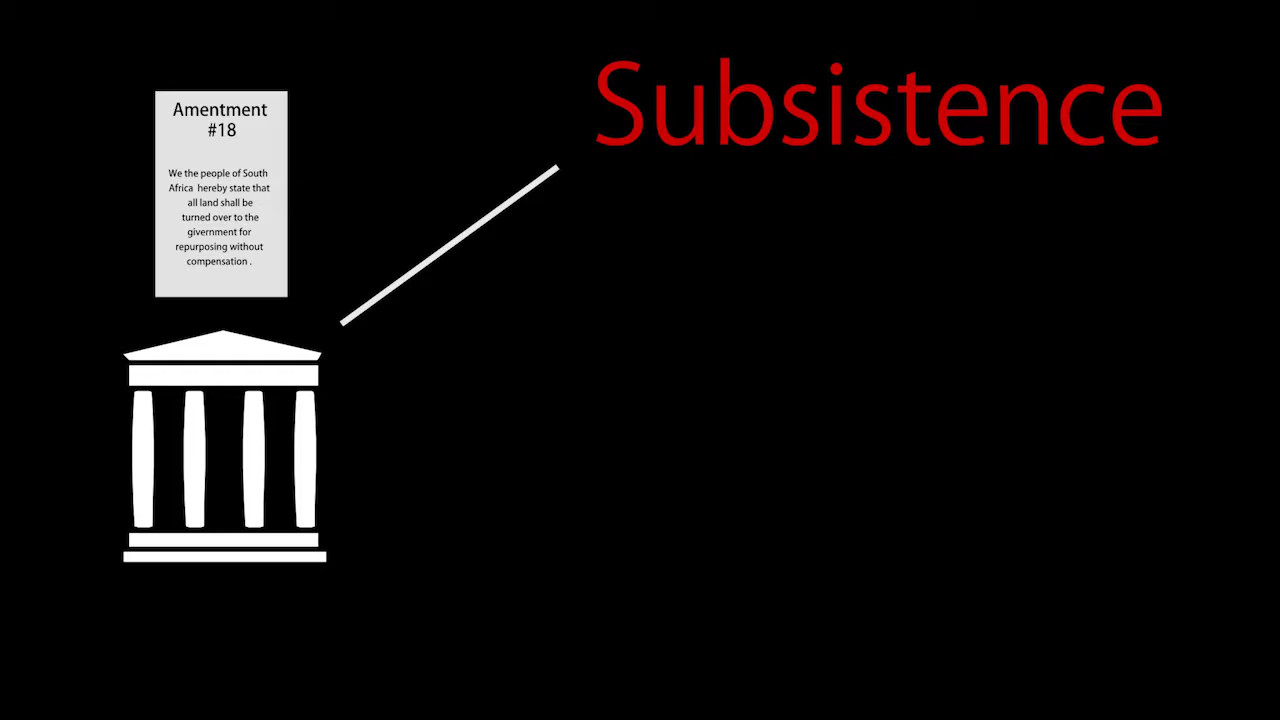 Subsistence
Amentment
#18
We the people of South
Africa hereby state that
all land shall be
turned over to the
givernment for
repurposing without
compensation .